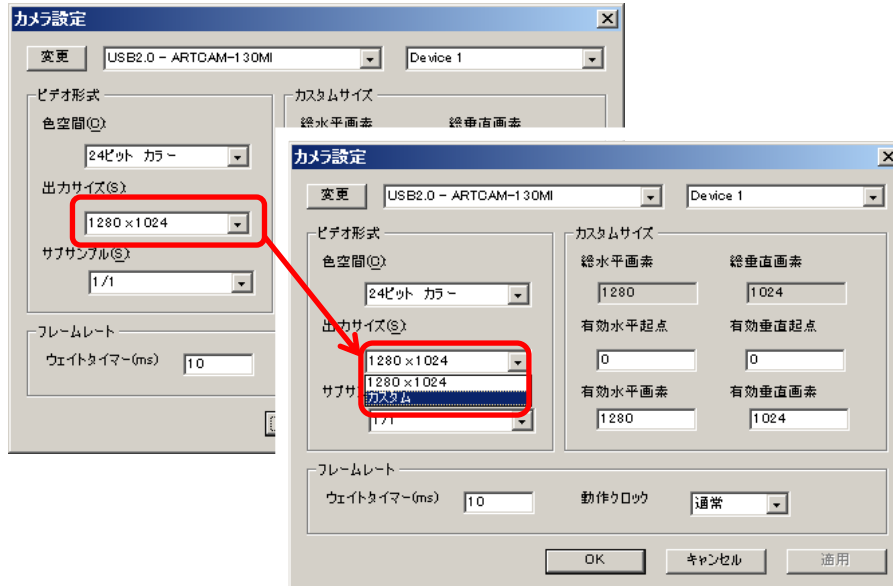 カメラ設定
変更 USB2.0 - ARTCAM-130MI Device 1
ビデオ形式
色空間(C):
24ビット カラー
出力サイズ(S):
1280×1024
サブサンプル(S):
1/1
フレームレート
ウェイトタイマー(ms) 10
カスタムサイズ
総水平画素 総垂直画素
カメラ設定
変更 USB2.0 - ARTCAM-130MI Device 1
ビデオ形式
色空間(C):
24ビット カラー
出力サイズ(S):
1280×1024
1280×1024
カスタム
サブサ
1/1
カスタムサイズ
総水平画素 総垂直画素
1280 1024
有効水平起点 有効垂直起点
0 0
有効水平画素 有効垂直画素
1280 1024
フレームレート
ウェイトタイマー(ms) 10 動作クロック 通常
OK キャンセル 適用